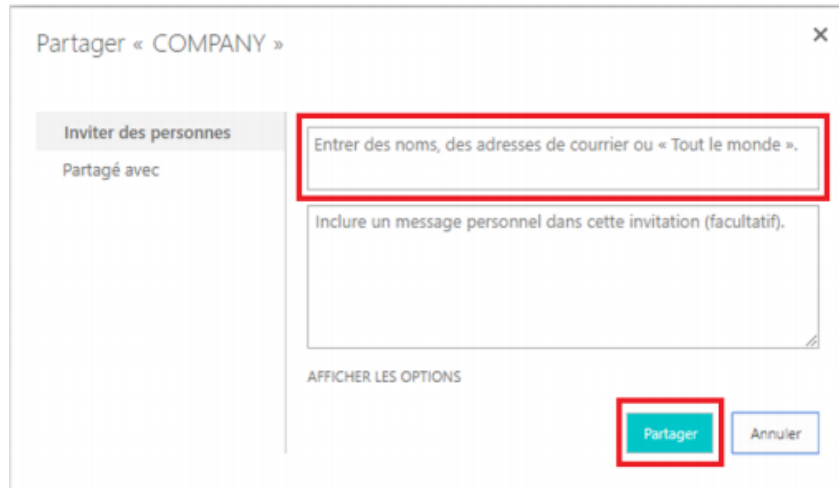 Partager « COMPANY »
Inviter des personnes
Partagé avec
Entrer des noms, des adresses de courrier ou « Tout le monde ».
Inclure un message personnel dans cette invitation (facultatif).
AFFICHER LES OPTIONS
Partager
Annuler